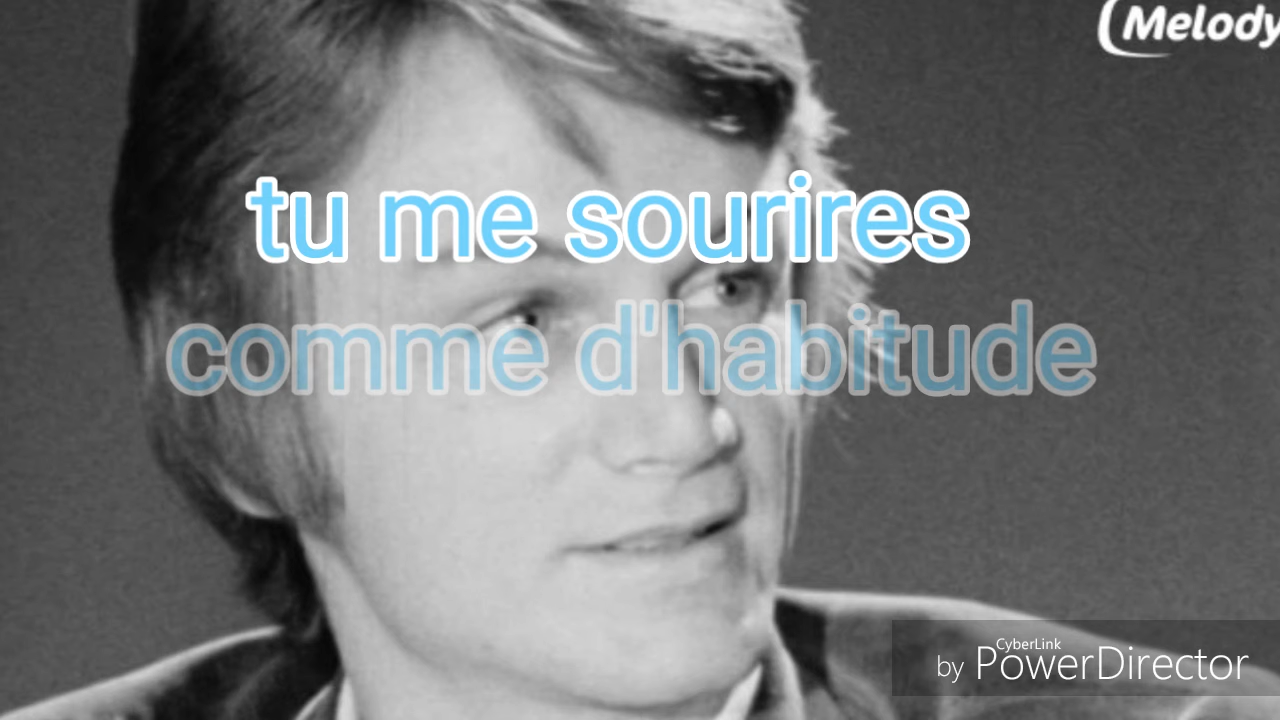 Melody
tu me sourires
comme d'habitude
CyberLink
by PowerDirector